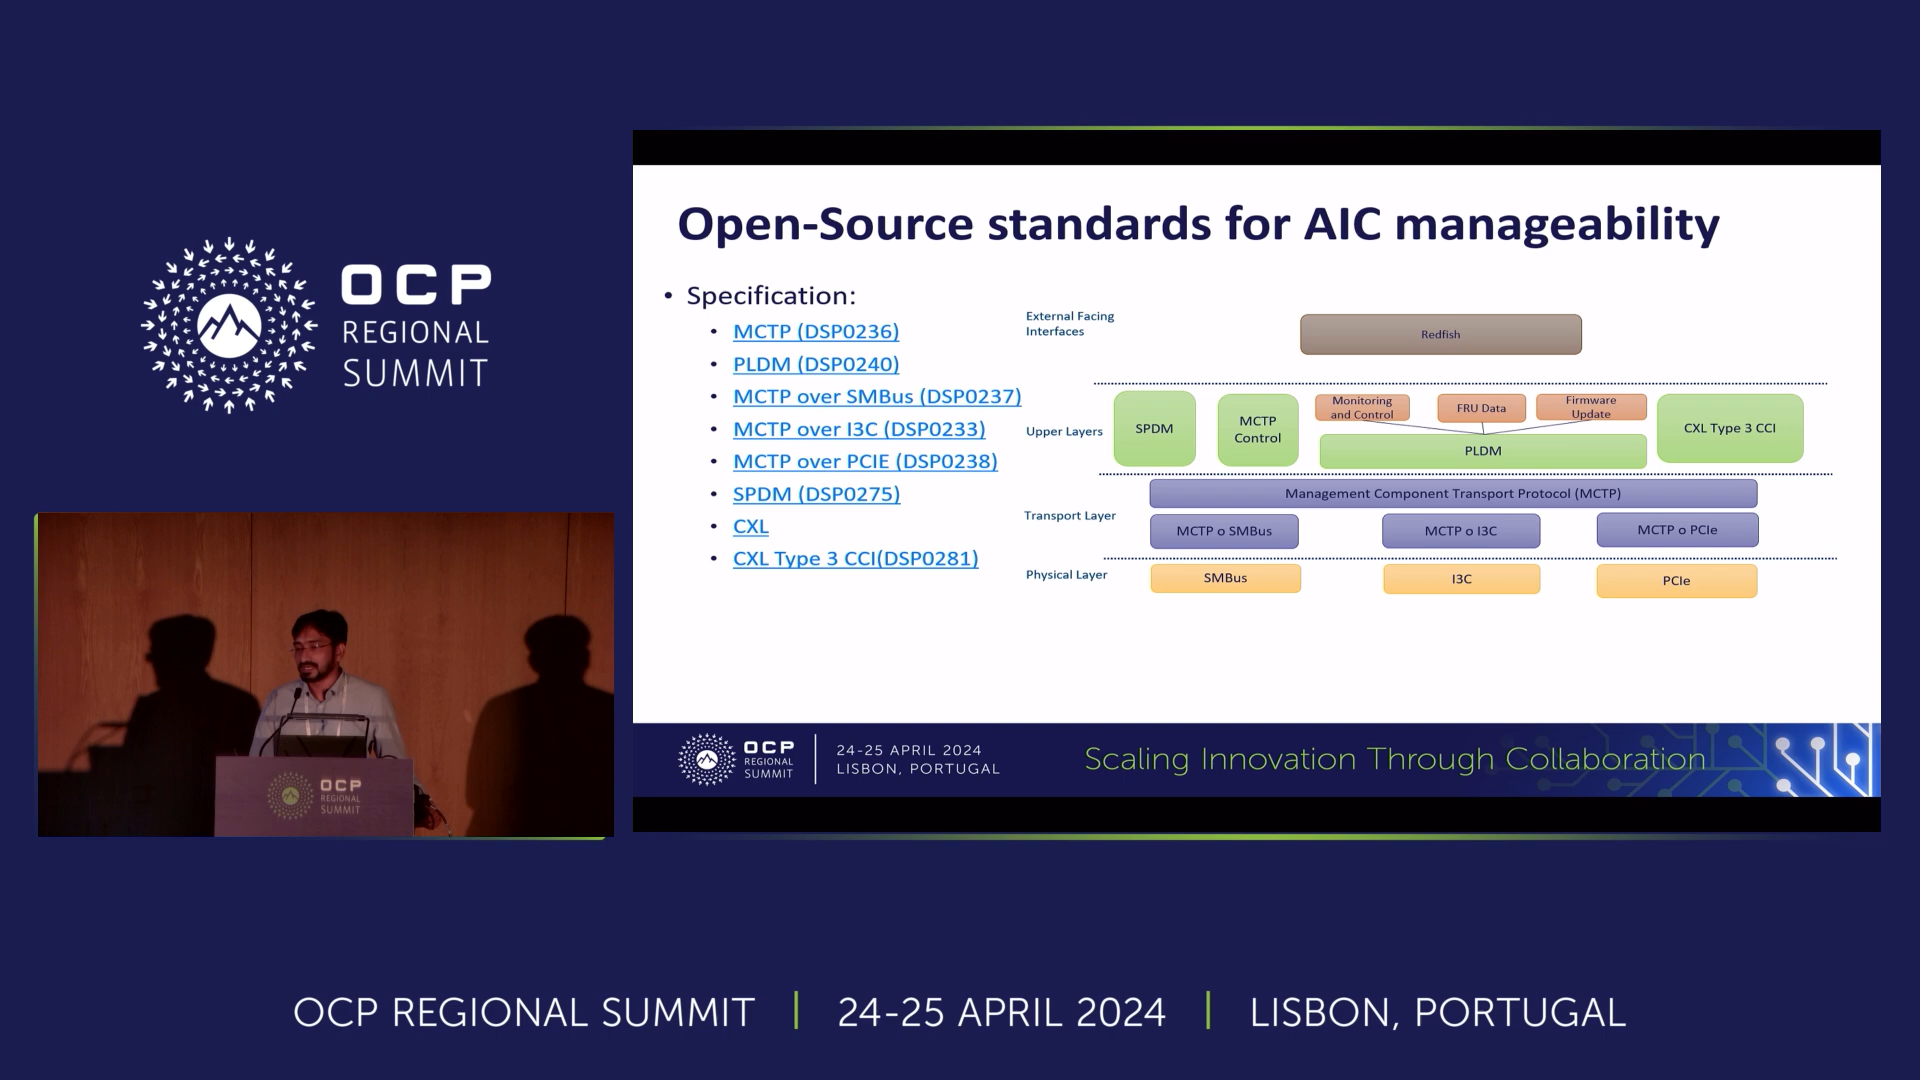 OCP
REGIONAL
SUMMIT
Open-Source standards for AIC manageability
• Specification:
• MCTP (DSP0236)
• PLDM (DSP0240)
• MCTP over SMBus (DSP0237)
• MCTP over I3C (DSP0233)
• MCTP over PCIE (DSP0238)
• SPDM (DSP0275)
• CXL
• CXL Type 3 CCI(DSP0281)
External Facing
Interfaces
Redfish
Upper Layers
SPDM
MCTP
Control
Monitoring
and Control
FRU Data
Firmware
Update
PLDM
CXL Type 3 CCI
Transport Layer
Management Component Transport Protocol (MCTP)
MCTP o SMBus
MCTP o I3C
MCTP o PCIe
Physical Layer
SMBus
I3C
PCIe
OCP
REGIONAL
SUMMIT
24-25 APRIL 2024
LISBON, PORTUGAL
Scaling Innovation Through Collaboration
OCP
REGIONAL
SUMMIT
OCP REGIONAL SUMMIT | 24-25 APRIL 2024 | LISBON, PORTUGAL